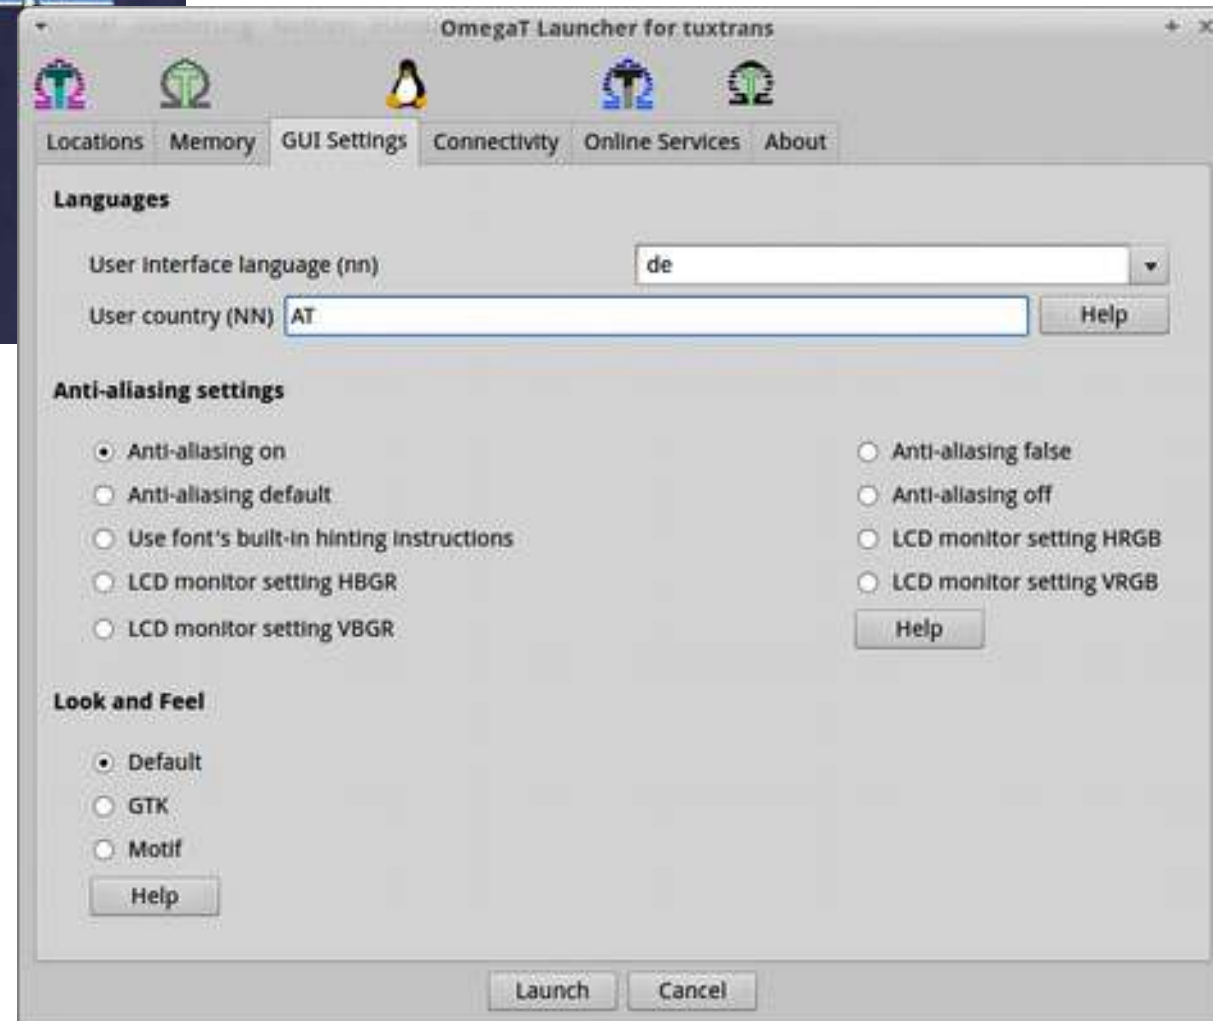 OmegaT Launcher for tuxtrans
Locations Memory GUI Settings Connectivity Online Services About
Languages
User interface language (nn) de
User country (NN) AT Help
Anti-aliasing settings
Anti-aliasing on Anti-aliasing false
Anti-aliasing default Anti-aliasing off
Use font's built-in hinting instructions LCD monitor setting HRGB
LCD monitor setting HBGR LCD monitor setting VRGB
LCD monitor setting VBGR Help
Look and Feel
Default
GTK
Motif
Help
Launch Cancel